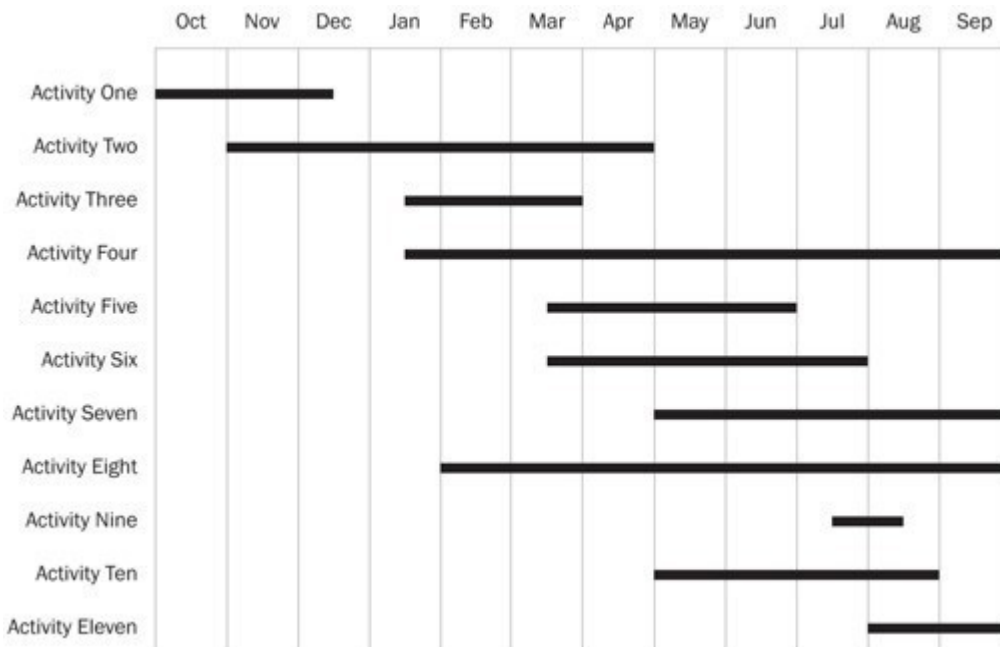 Oct Nov Dec Jan Feb Mar Apr May Jun Jul Aug Sep
Activity One
Activity Two
Activity Three
Activity Four
Activity Five
Activity Six
Activity Seven
Activity Eight
Activity Nine
Activity Ten
Activity Eleven